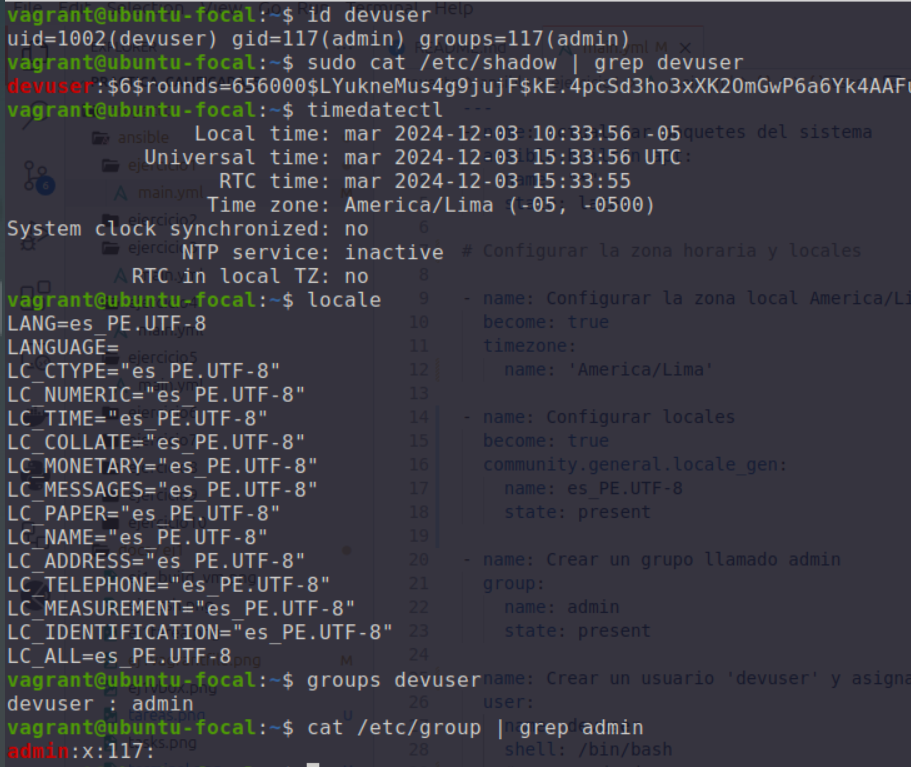 vagrant@ubuntu-focal:~$ id devuser
uid=1002(devuser) gid=117(admin) groups=117(admin)
vagrant@ubuntu-focal:~$ sudo cat /etc/shadow | grep devuser
devuser:$6$rounds=656000$LYukneMus4g9jujF$kE.4pcSd3ho3xXK2OmGwP6a6Yk4AAFu
vagrant@ubuntu-focal:~$ timedatectl
Local time: mar 2024-12-03 10:33:56 -05
Universal time: mar 2024-12-03 15:33:56 UTC
RTC time: mar 2024-12-03 15:33:55
Time zone: America/Lima (-05, -0500)
System clock synchronized: no
NTP service: inactive
RTC in local TZ: no
vagrant@ubuntu-focal:~$ locale
LANG=es_PE.UTF-8
LANGUAGE=
LC_CTYPE="es_PE.UTF-8"
LC_NUMERIC="es_PE.UTF-8"
LC_TIME="es_PE.UTF-8"
LC_COLLATE="es_PE.UTF-8"
LC_MONETARY="es_PE.UTF-8"
LC_MESSAGES="es_PE.UTF-8"
LC_PAPER="es_PE.UTF-8"
LC_NAME="es_PE.UTF-8"
LC_ADDRESS="es_PE.UTF-8"
LC_TELEPHONE="es_PE.UTF-8"
LC_MEASUREMENT="es_PE.UTF-8"
LC_IDENTIFICATION="es_PE.UTF-8"
LC_ALL=es_PE.UTF-8
vagrant@ubuntu-focal:~$ groups devuser
devuser : admin
vagrant@ubuntu-focal:~$ cat /etc/group | grep admin
admin:x:117:
Help
main.yml M
ansible
main.yml
---
quetes del sistema
6
# Configurar la zona horaria y locales
8
9 - name: Configurar la zona local America/Li
10 become: true
11 timezone:
12 name: 'America/Lima'
13
14 - name: Configurar locales
15 become: true
16 community.general.locale_gen:
17 name: es_PE.UTF-8
18 state: present
19
20 - name: Crear un grupo llamado admin
21 group:
22 name: admin
23 state: present
24
name: Crear un usuario 'devuser' y asigna
26 user:
28 shell: /bin/bash